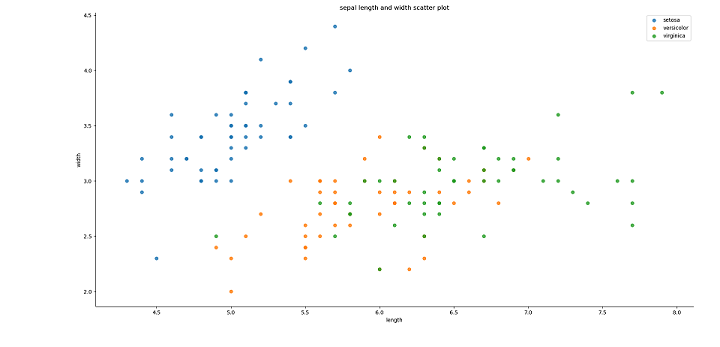 sepal length and width scatter plot
setosa
versicolor
virginica
width
4.5
4.0
3.5
3.0
2.5
2.0
4.5 5.0 5.5 6.0 6.5 7.0 7.5 8.0
length